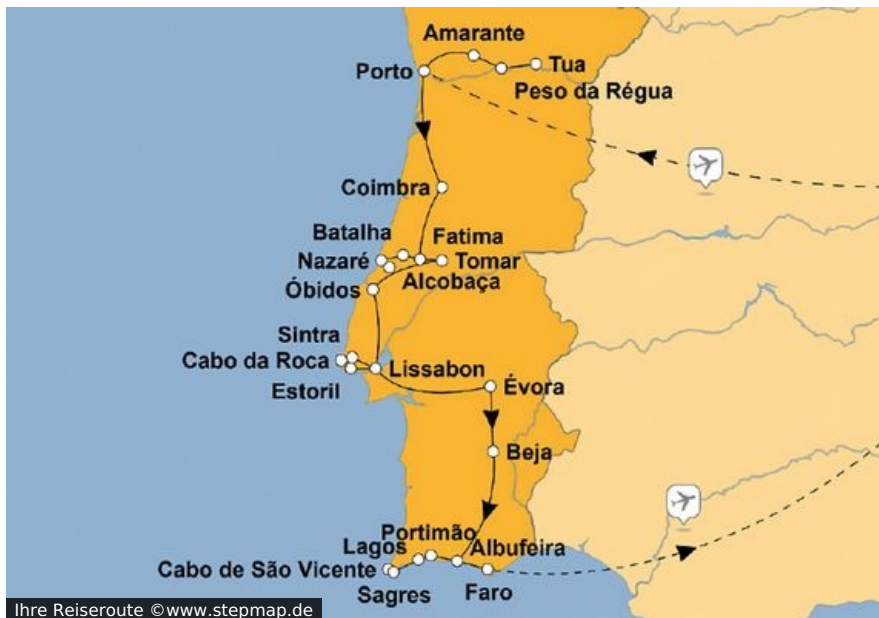 Amarante
Porto
Tua
Peso da Régua
Coimbra
Batalha
Fatima
Nazaré
Tomar
Alcobaça
Óbidos
Sintra
Cabo da Roca
Lissabon
Estoril
Évora
Beja
Portimão
Lagos
Albufeira
Cabo de São Vicente
Sagres
Faro
Ihre Reiseroute ©www.stepmap.de